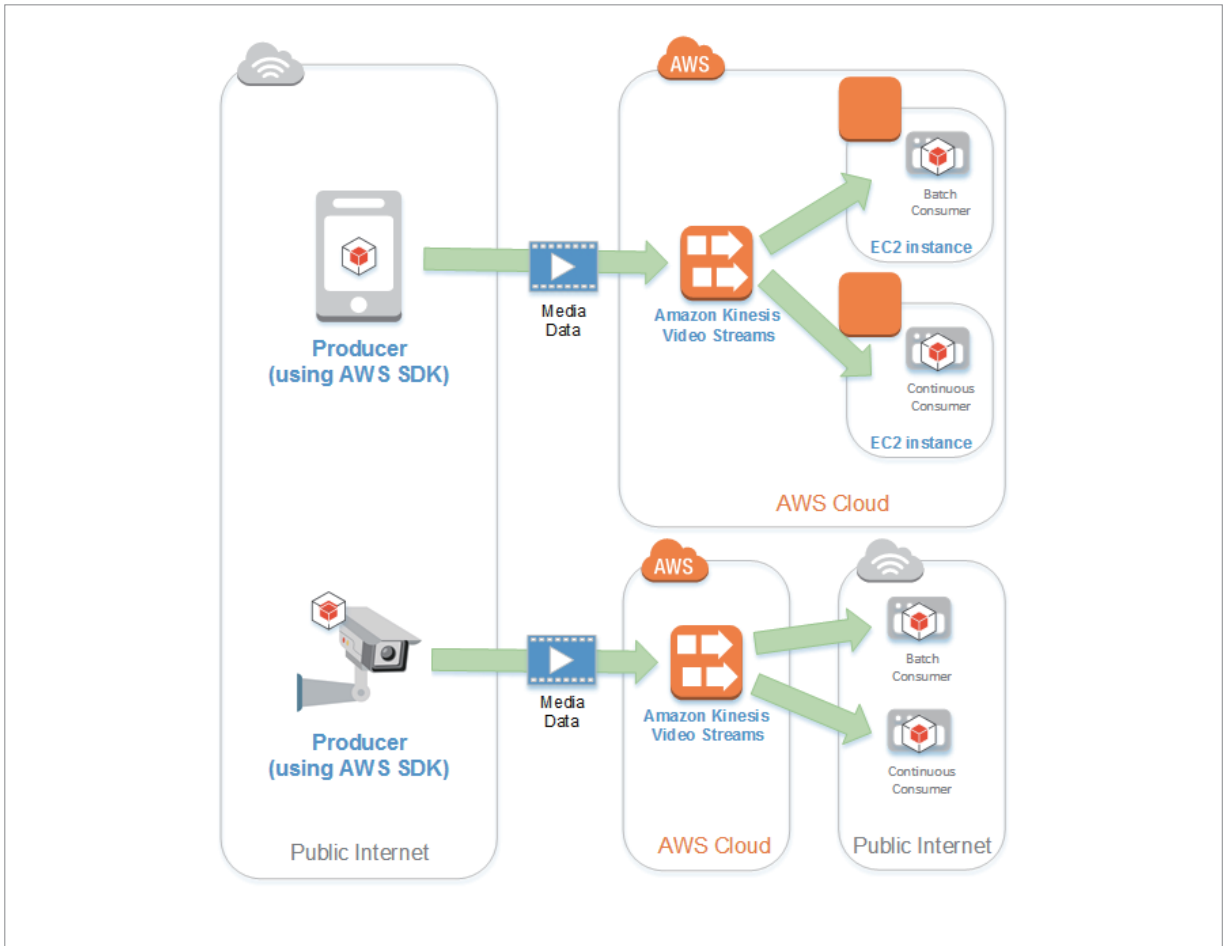 AWS
Batch
Consumer
EC2 instance
Media
Data
Amazon Kinesis
Video Streams
Producer
(using AWS SDK)
Continuous
Consumer
EC2 instance
AWS Cloud
AWS
Batch
Consumer
Media
Data
Amazon Kinesis
Video Streams
Producer
(using AWS SDK)
Continuous
Consumer
Public Internet
AWS Cloud
Public Internet